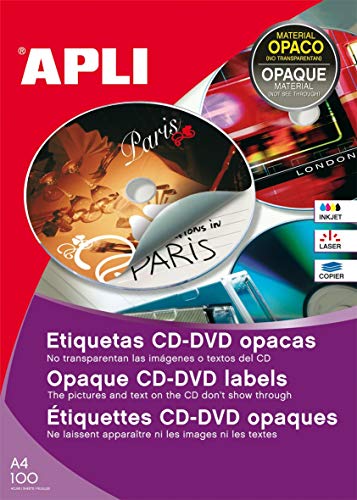 MATERIAL
OPACO
(NO TRANSPARENTAN)
OPAQUE
MATERIAL
(NOT SEE THROUGH)
®APLI
Paris
LONDON
PARIS
INKJET
LASER
COPIER
Etiquetas CD-DVD opacas
No transparentan las imágenes o textos del CD
Opaque CD-DVD labels
The pictures and text on the CD don't show through
Étiquettes CD-DVD opaques
Ne laissent apparaître ni les images ni les textes
A4
100